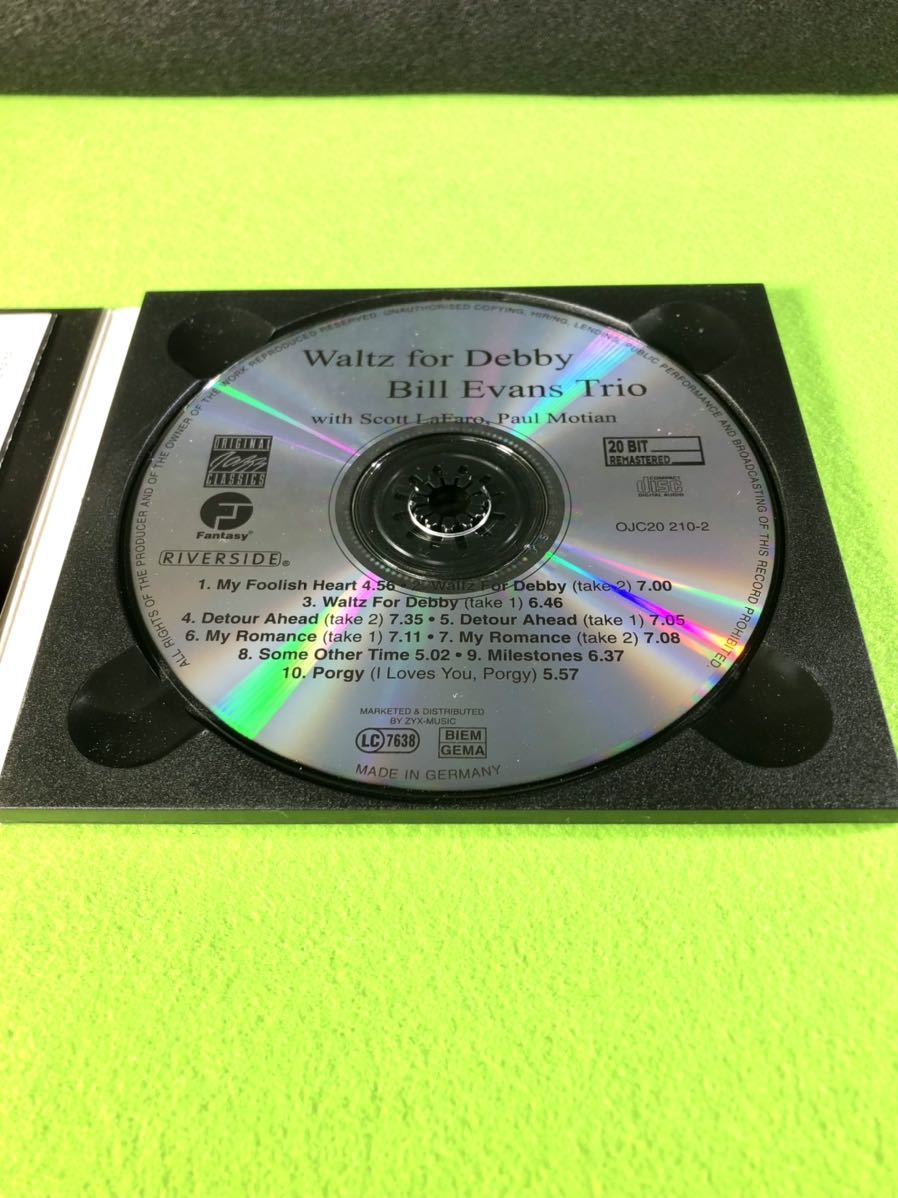 ALL RIGHTS OF THE PRODUCER AND OF THE OWNER OF THE WORK REPRODUCED RESERVED. UNAUTHORISED COPYING, HIRING, LENDING, PUBLIC PERFORMANCE AND BROADCASTING OF THIS RECORD PROHIBITED.
Waltz for Debby
Bill Evans Trio
with Scott LaFaro, Paul Motian
ORIGINAL
Jazz
CLASSICS
20 BIT
REMASTERED
COMPACT
disc
DIGITAL AUDIO
Fantasy®
OJC20 210-2
RIVERSIDE®
1. My Foolish Heart 4.56 • 2. Waltz For Debby (take 2) 7.00
3. Waltz For Debby (take 1) 6.46
4. Detour Ahead (take 2) 7.35 • 5. Detour Ahead (take 1) 7.05
6. My Romance (take 1) 7.11 • 7. My Romance (take 2) 7.08
8. Some Other Time 5.02 • 9. Milestones 6.37
10. Porgy (I Loves You, Porgy) 5.57
MARKETED & DISTRIBUTED
BY ZYX-MUSIC
LC 7638
BIEM
GEMA
MADE IN GERMANY